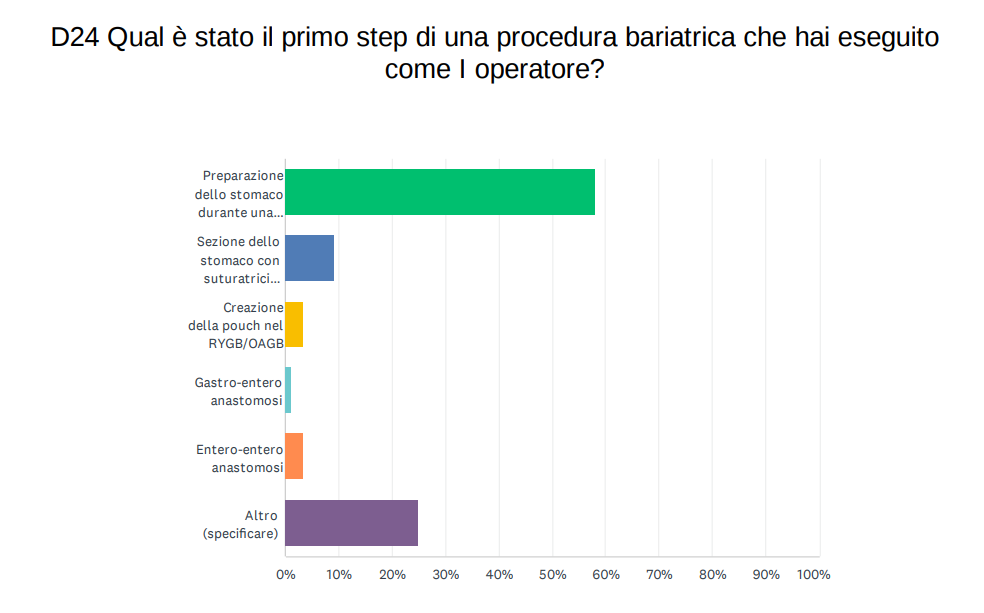 D24 Qual è stato il primo step di una procedura bariatrica che hai eseguito
come I operatore?
Preparazione
dello stomaco
durante una...
Sezione dello
stomaco con
suturatrici...
Creazione
della pouch nel
RYGB/OAGB
Gastro-entero
anastomosi
Entero-entero
anastomosi
Altro
(specificare)
0% 10% 20% 30% 40% 50% 60% 70% 80% 90% 100%